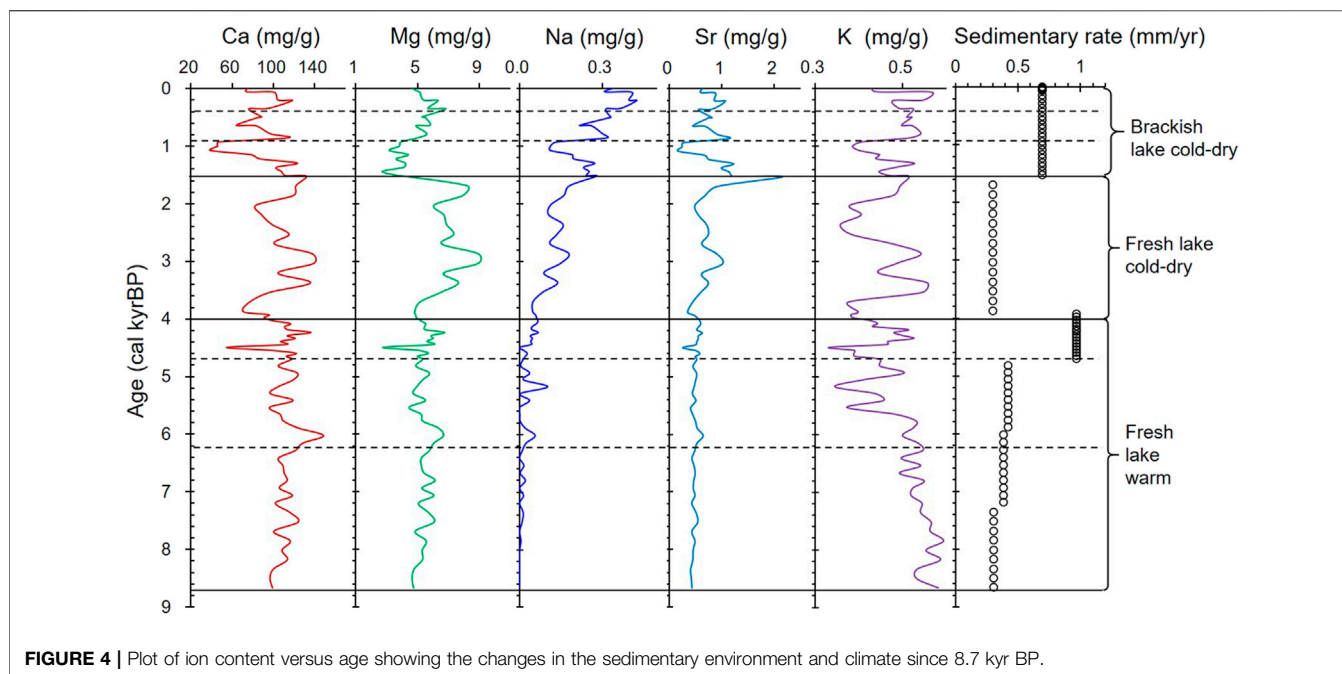 Ca (mg/g) Mg (mg/g) Na (mg/g) Sr (mg/g) K (mg/g) Sedimentary rate (mm/yr)
20 60 100 140 1 5 9 0.0 0.3 0 1 2 0.3 0.5 0 0.5 1
0
1
2
3
4
5
6
7
8
9
Age (cal kyrBP)
Brackish
lake cold-dry
Fresh lake
cold-dry
Fresh
lake
warm
FIGURE 4 | Plot of ion content versus age showing the changes in the sedimentary environment and climate since 8.7 kyr BP.